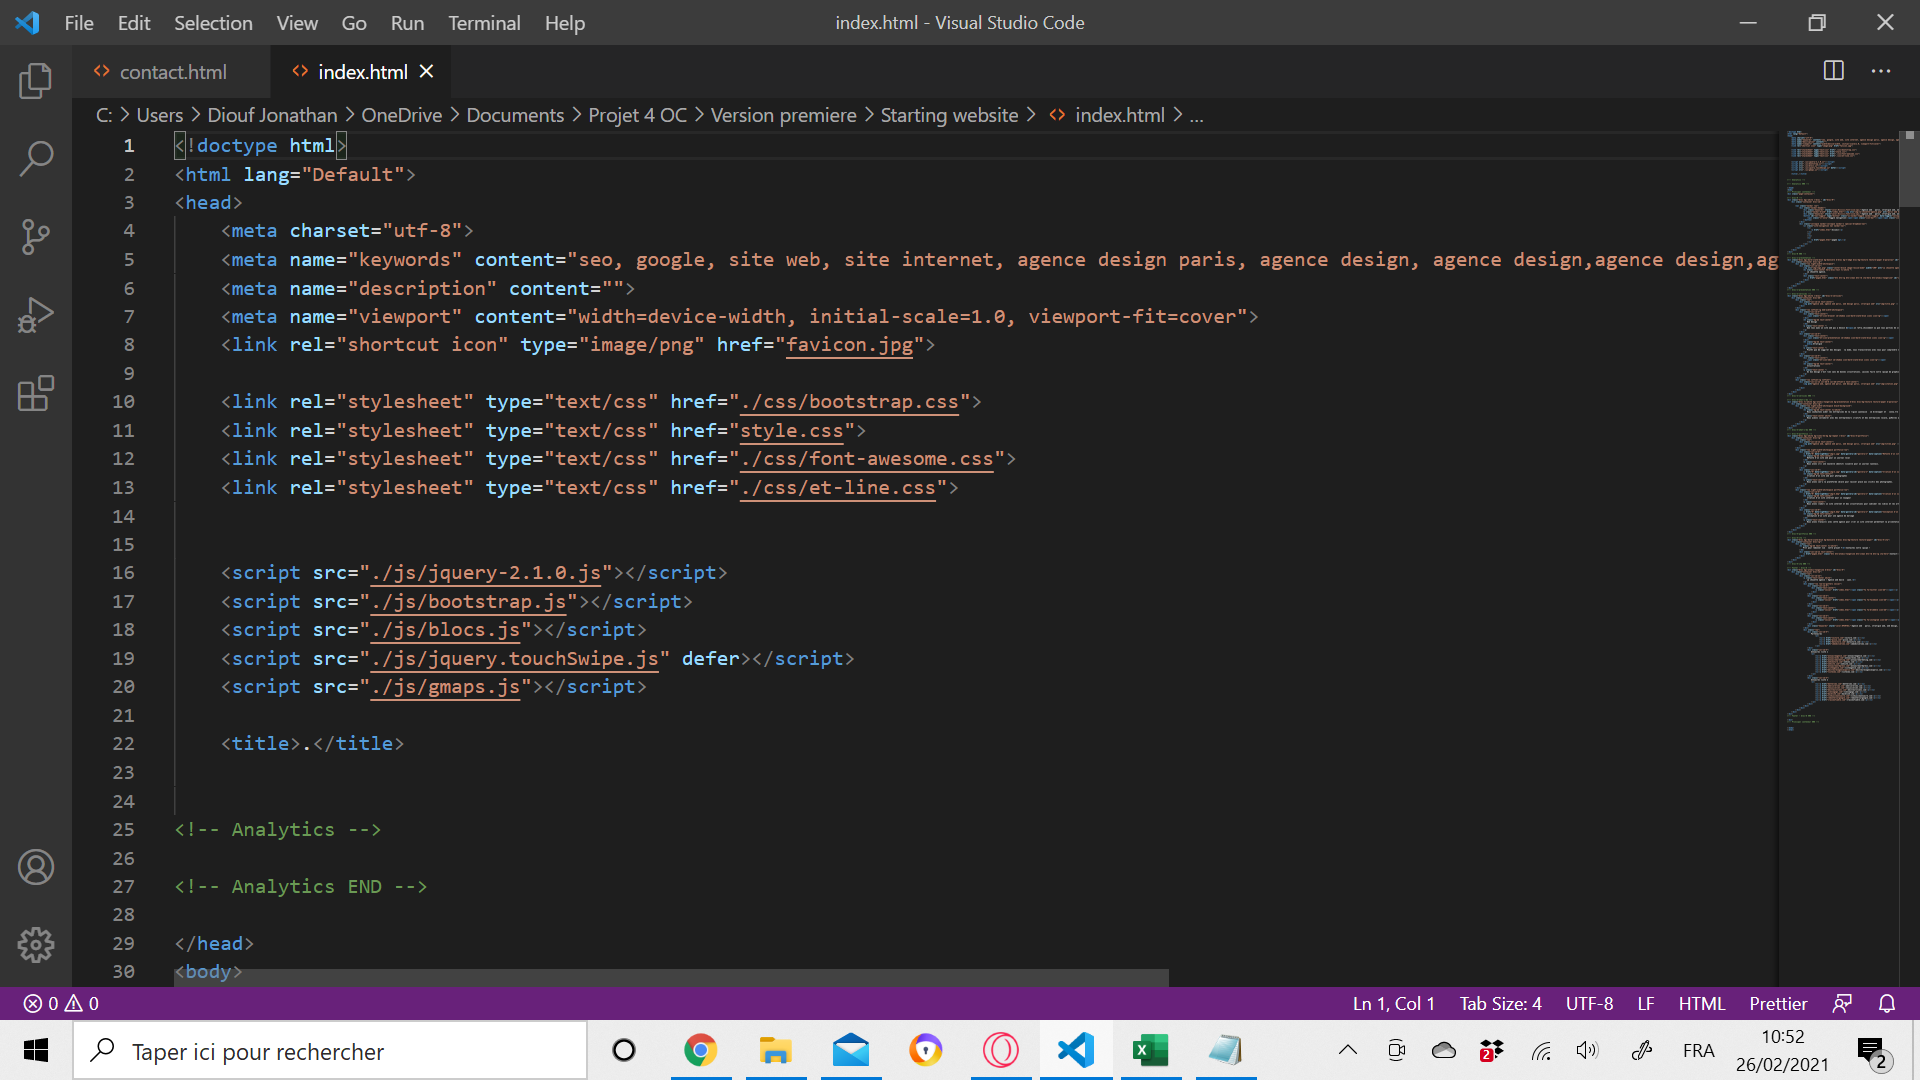 File Edit Selection View Go Run Terminal Help index.html - Visual Studio Code
contact.html index.html
C: > Users > Diouf Jonathan > OneDrive > Documents > Projet 4 OC > Version premiere > Starting website > index.html > ...
1 <!doctype html>
2 <html lang="Default">
3 <head>
4 <meta charset="utf-8">
5 <meta name="keywords" content="seo, google, site web, site internet, agence design paris, agence design, agence design,agence design,ag
6 <meta name="description" content="">
7 <meta name="viewport" content="width=device-width, initial-scale=1.0, viewport-fit=cover">
8 <link rel="shortcut icon" type="image/png" href="favicon.jpg">
9
10 <link rel="stylesheet" type="text/css" href="./css/bootstrap.css">
11 <link rel="stylesheet" type="text/css" href="style.css">
12 <link rel="stylesheet" type="text/css" href="./css/font-awesome.css">
13 <link rel="stylesheet" type="text/css" href="./css/et-line.css">
14
15
16 <script src="./js/jquery-2.1.0.js"></script>
17 <script src="./js/bootstrap.js"></script>
18 <script src="./js/blocs.js"></script>
19 <script src="./js/jquery.touchSwipe.js" defer></script>
20 <script src="./js/gmaps.js"></script>
21
22 <title>.</title>
23
24
25 <!-- Analytics -->
26
27 <!-- Analytics END -->
28
29 </head>
30 <body>
0 0 Ln 1, Col 1 Tab Size: 4 UTF-8 LF HTML Prettier
Taper ici pour rechercher
2 FRA 10:52
26/02/2021 2